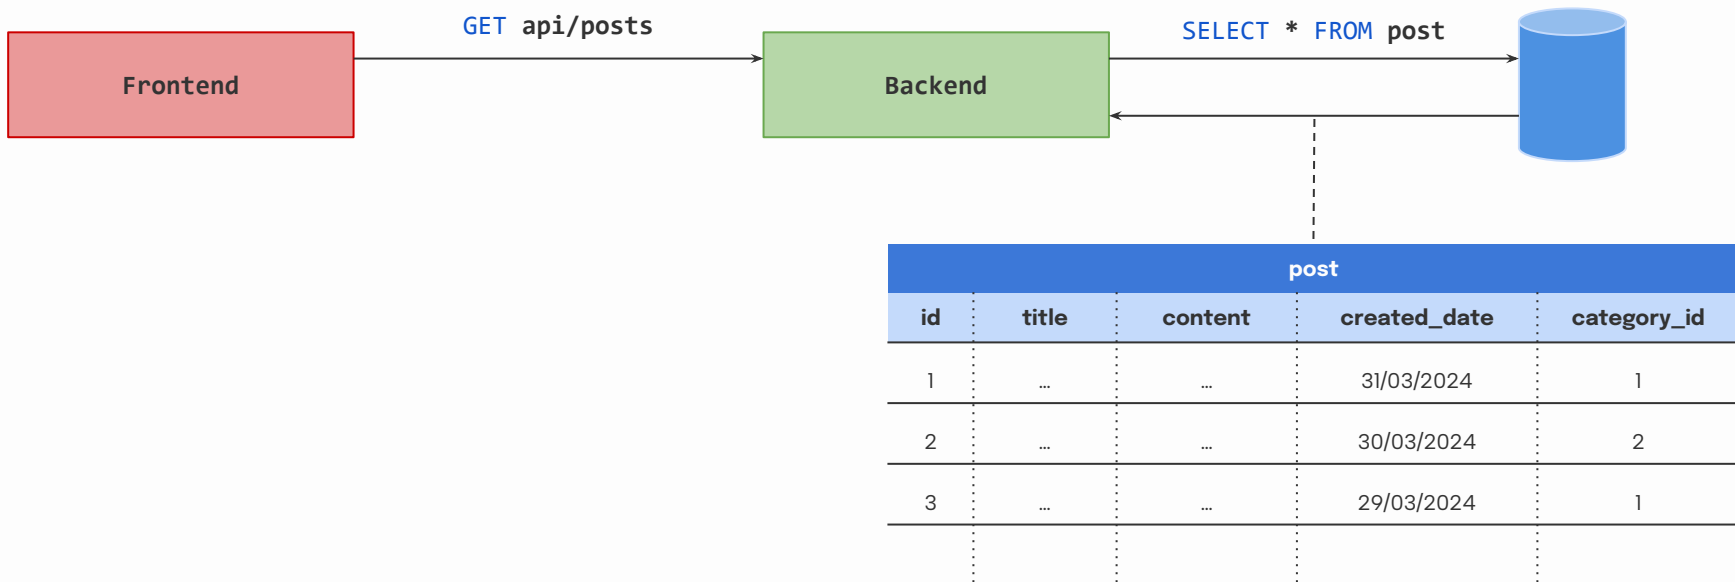 GET api/posts
SELECT * FROM post
Frontend
Backend
post
id title content created_date category_id
1 ... ... 31/03/2024 1
2 ... ... 30/03/2024 2
3 ... ... 29/03/2024 1